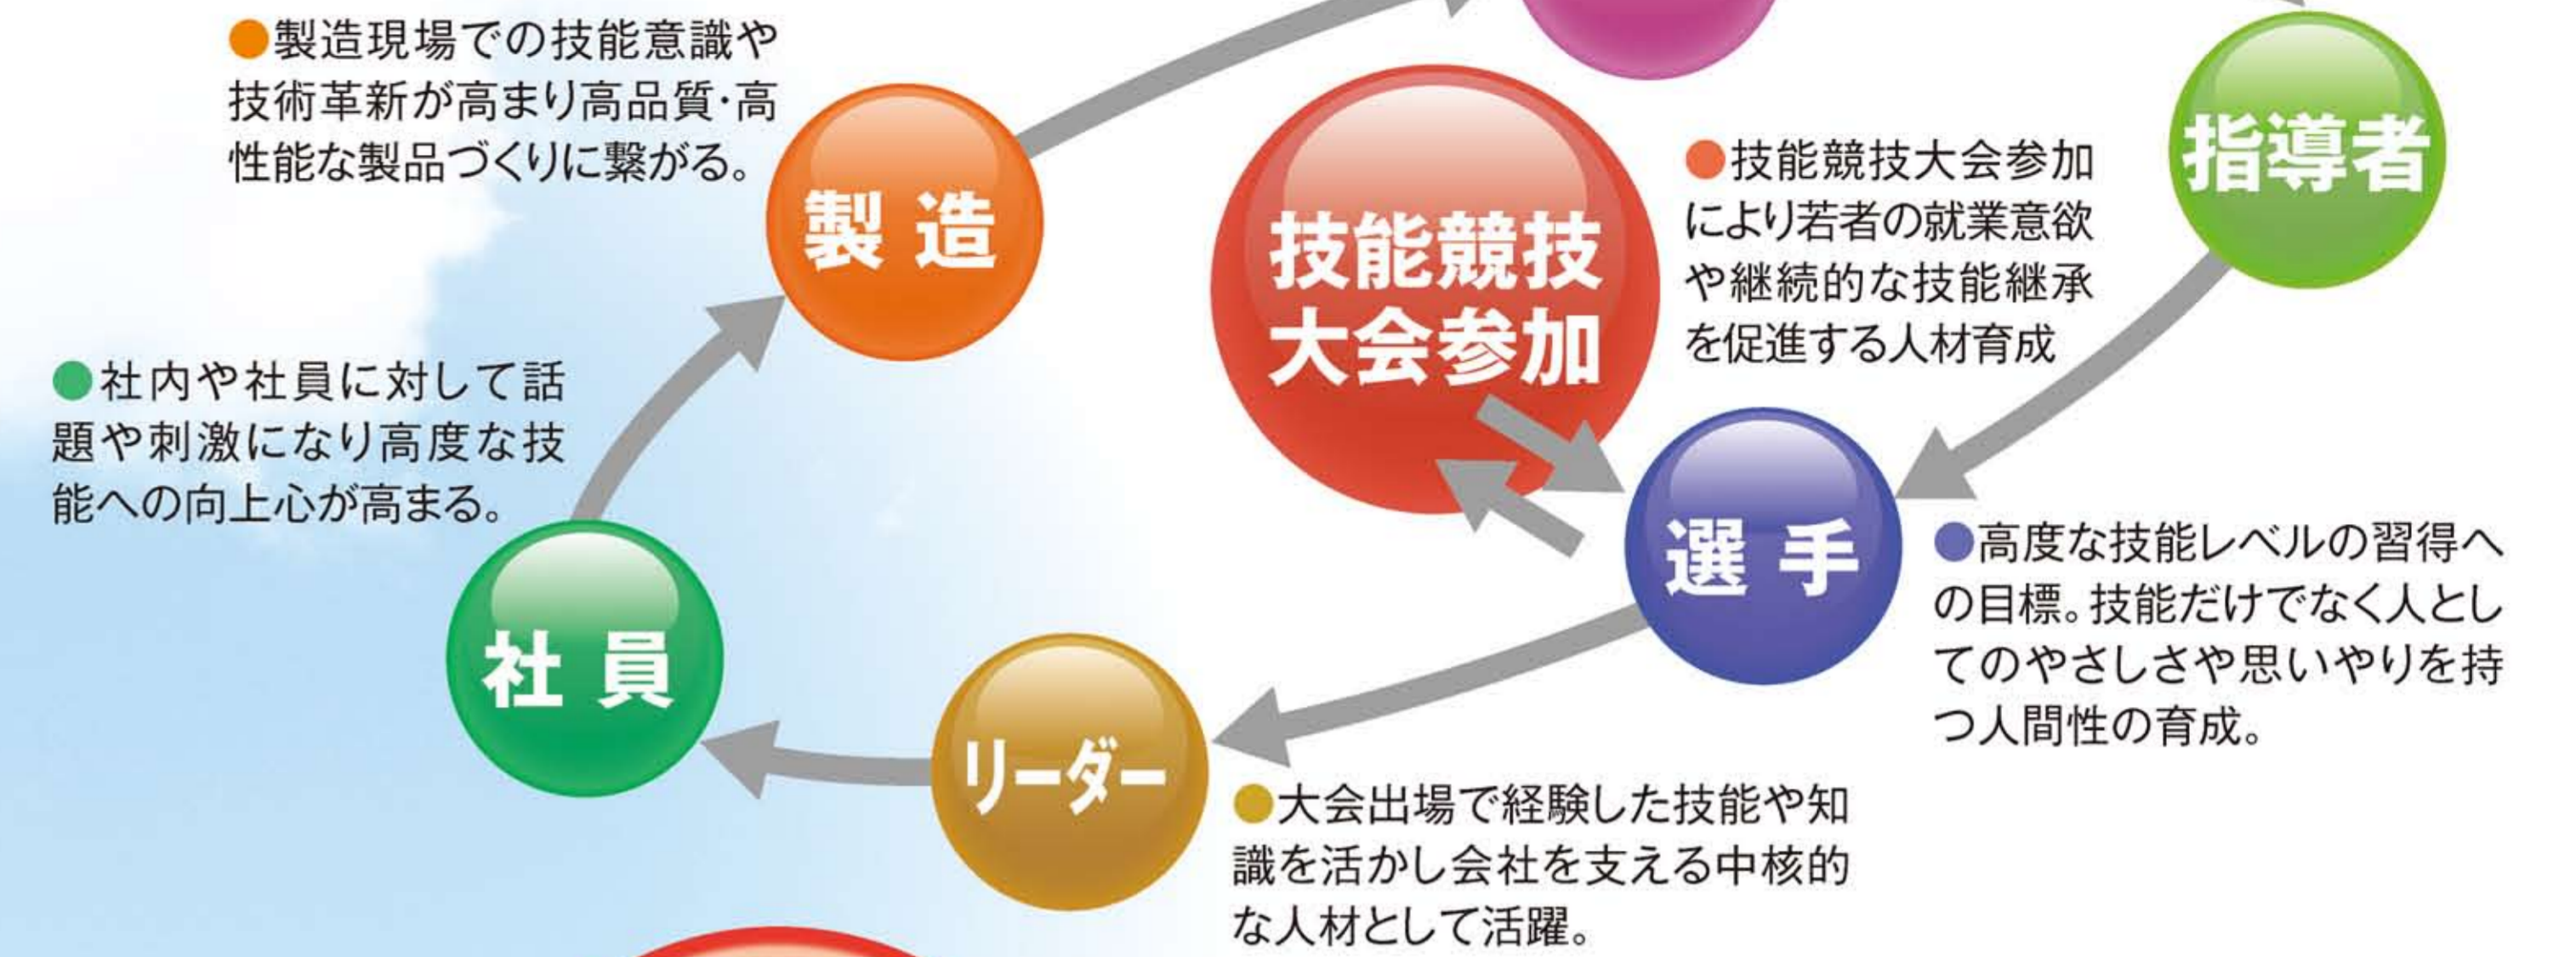 ●製造現場での技能意識や
技術革新が高まり高品質・高
性能な製品づくりに繋がる。
製 造
技能競技
大会参加
●技能競技大会参加
により若者の就業意欲
や継続的な技能継承
を促進する人材育成
指導者
●社内や社員に対して話
題や刺激になり高度な技
能への向上心が高まる。
社 員
選 手
●高度な技能レベルの習得へ
の目標。技能だけでなく人とし
てのやさしさや思いやりを持
つ人間性の育成。
リーダー
●大会出場で経験した技能や知
識を活かし会社を支える中核的
な人材として活躍。